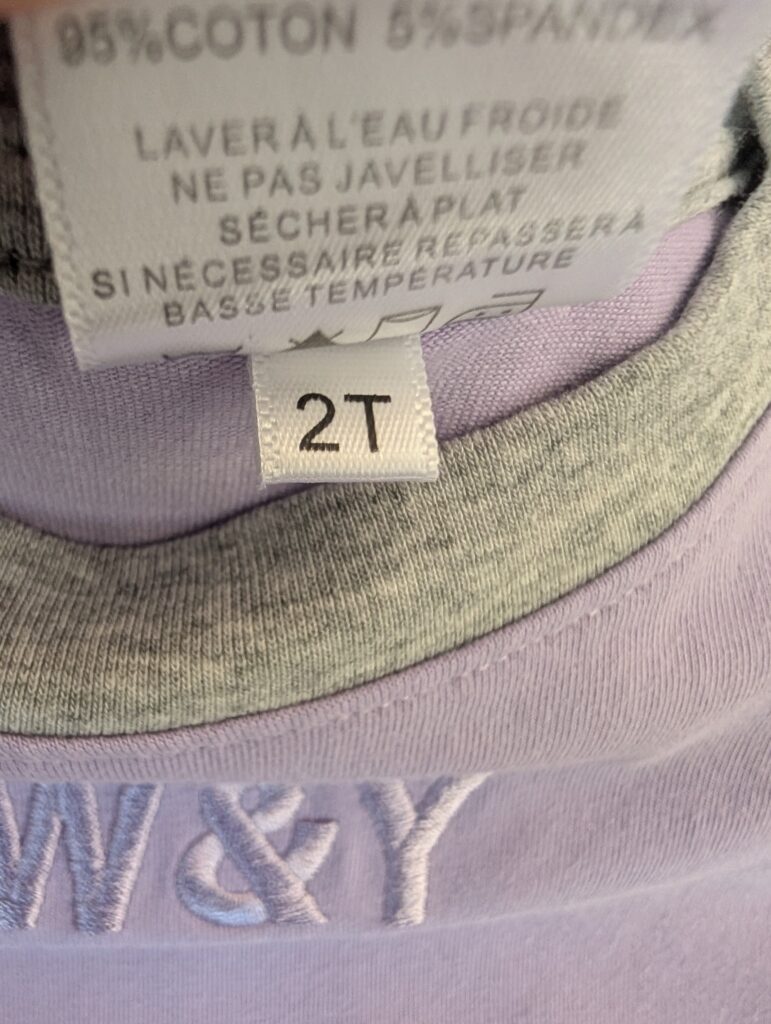 95%COTON 5%SPANDEX
LAVER À L'EAU FROIDE
NE PAS JAVELLISER
SÉCHER À PLAT
SI NÉCESSAIRE REPASSER À
BASSE TEMPÉRATURE
2T
W&Y